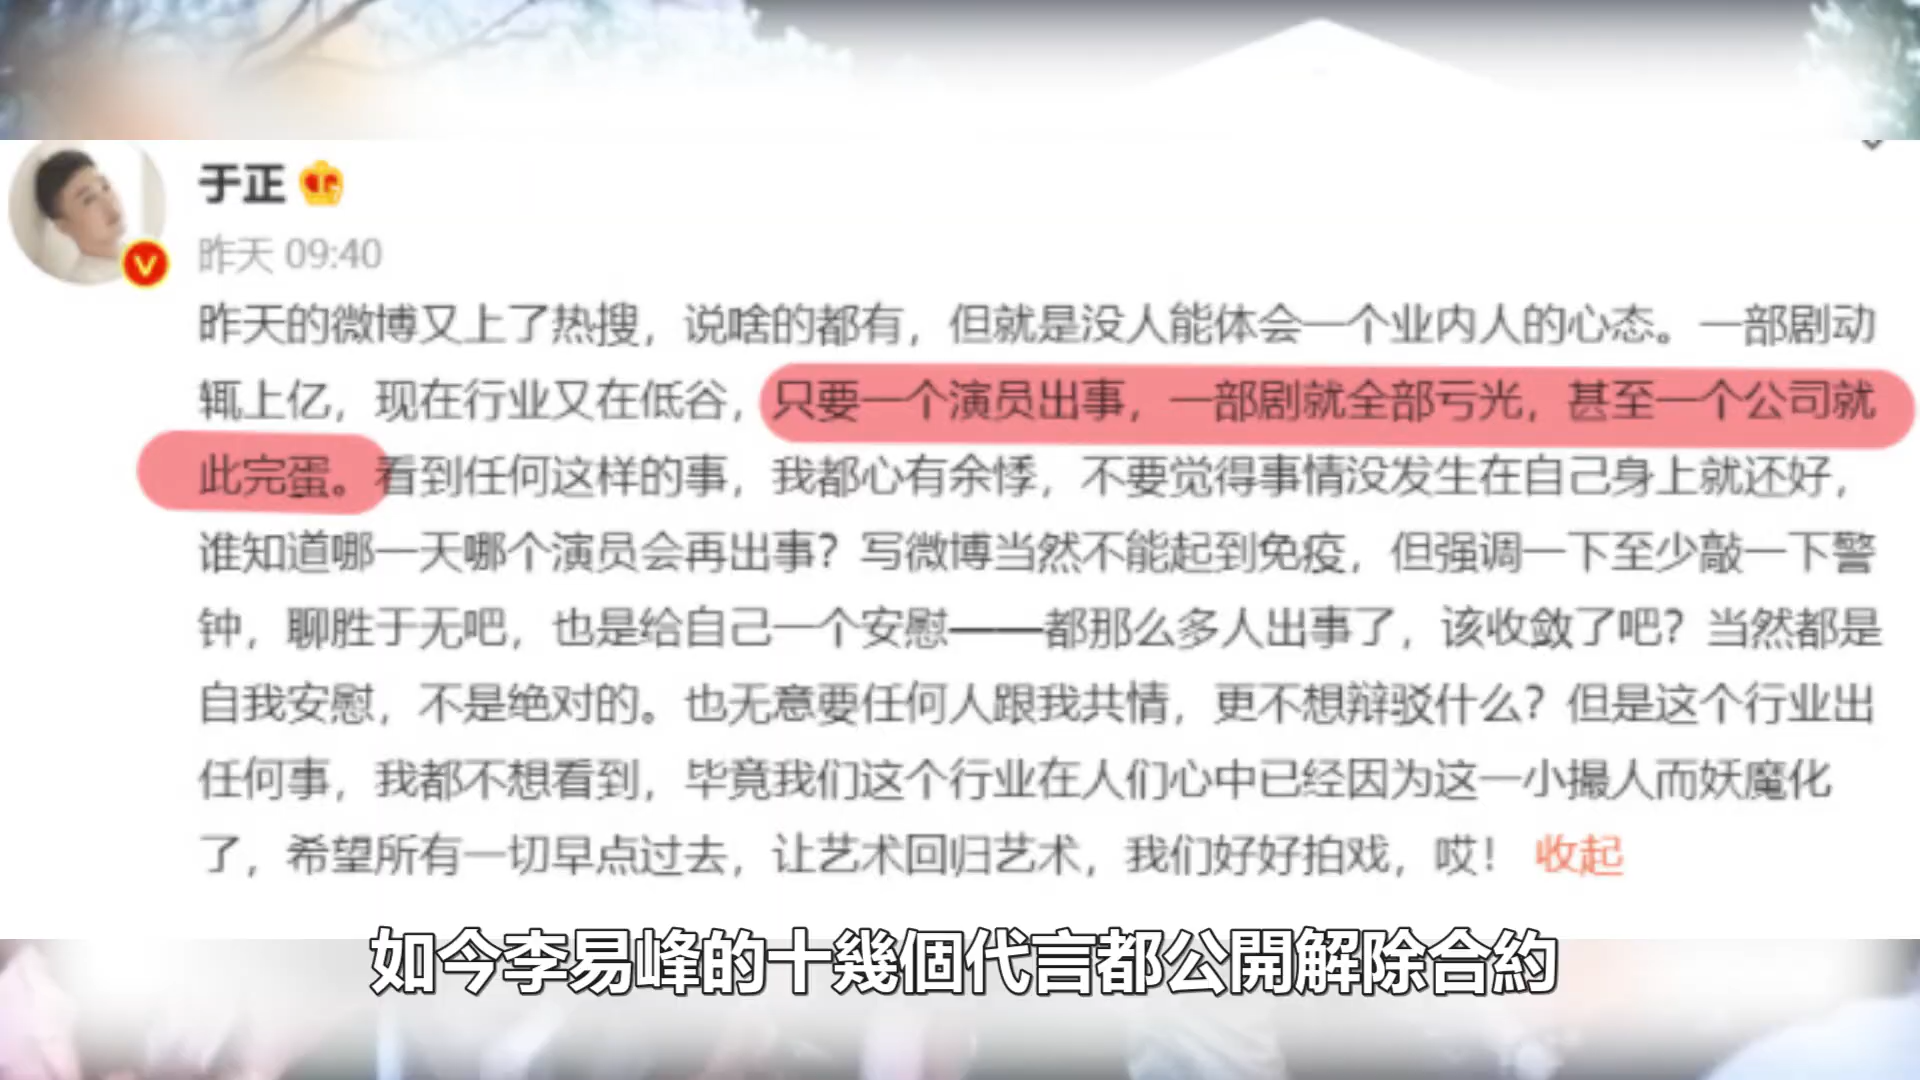 于正
昨天 09:40
昨天的微博又上了热搜，说啥的都有，但就是没人能体会一个业内人的心态。一部剧动
辄上亿，现在行业又在低谷，只要一个演员出事，一部剧就全部亏光，甚至一个公司就
此完蛋。看到任何这样的事，我都心有余悸，不要觉得事情没发生在自己身上就还好，
谁知道哪一天哪个演员会再出事？写微博当然不能起到免疫，但强调一下至少敲一下警
钟，聊胜于无吧，也是给自己一个安慰——都那么多人出事了，该收敛了吧？当然都是
自我安慰，不是绝对的。也无意要任何人跟我共情，更不想辩驳什么？但是这个行业出
任何事，我都不想看到，毕竟我们这个行业在人们心中已经因为这一小撮人而妖魔化
了，希望所有一切早点过去，让艺术回归艺术，我们好好拍戏，哎！ 收起
如今李易峰的十幾個代言都公開解除合約